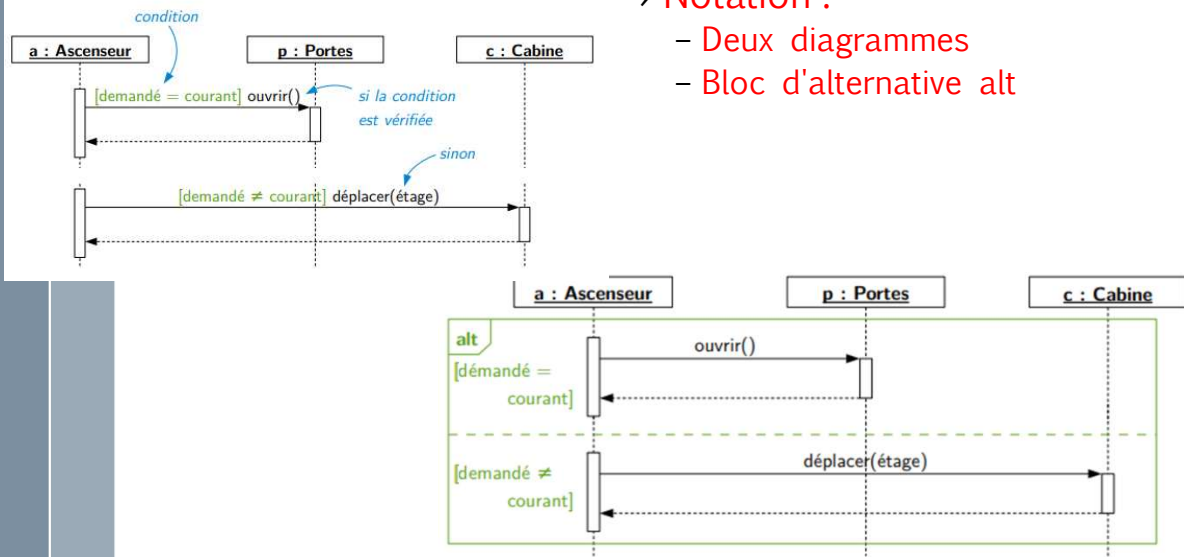 Notation :
– Deux diagrammes
– Bloc d'alternative alt
condition
a : Ascenseur
p : Portes
c : Cabine
[demandé = courant] ouvrir()
si la condition
est vérifiée
sinon
[demandé ≠ courant] déplacer(étage)
a : Ascenseur
p : Portes
c : Cabine
alt
ouvrir()
[démandé =
courant]
déplacer(étage)
[demandé ≠
courant]